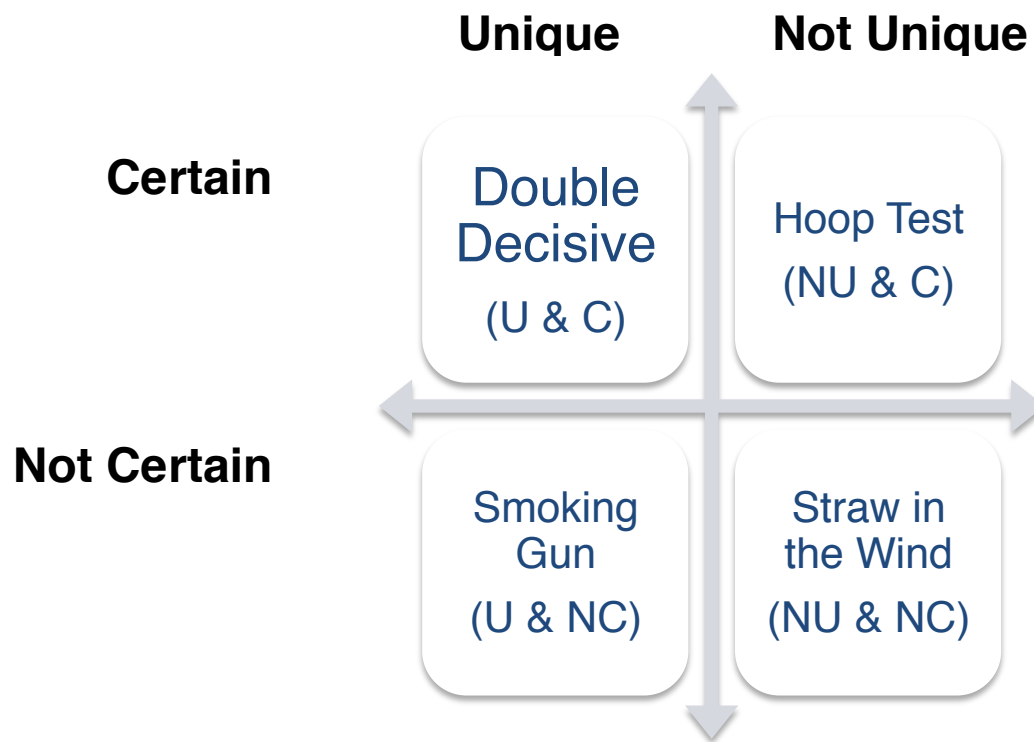 Unique
Not Unique
Certain
Double
Decisive
(U & C)
Hoop Test
(NU & C)
Not Certain
Smoking
Gun
(U & NC)
Straw in
the Wind
(NU & NC)